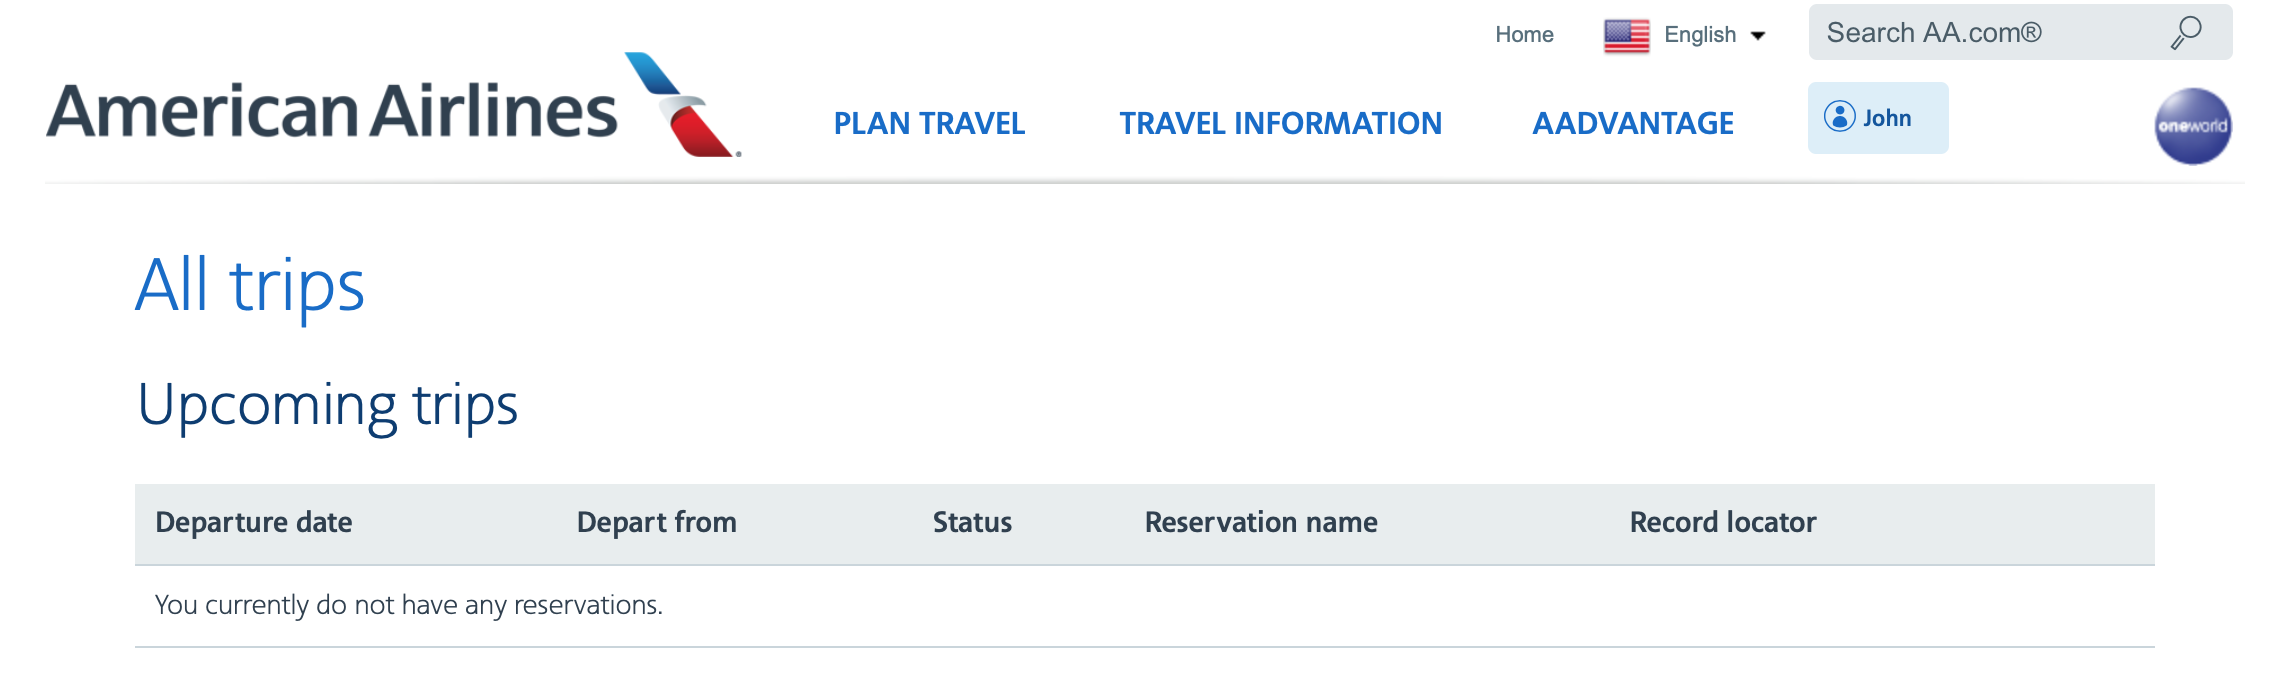 Home English Search AA.com®
American Airlines PLAN TRAVEL TRAVEL INFORMATION AADVANTAGE John oneworld
All trips
Upcoming trips
Departure date Depart from Status Reservation name Record locator
You currently do not have any reservations.